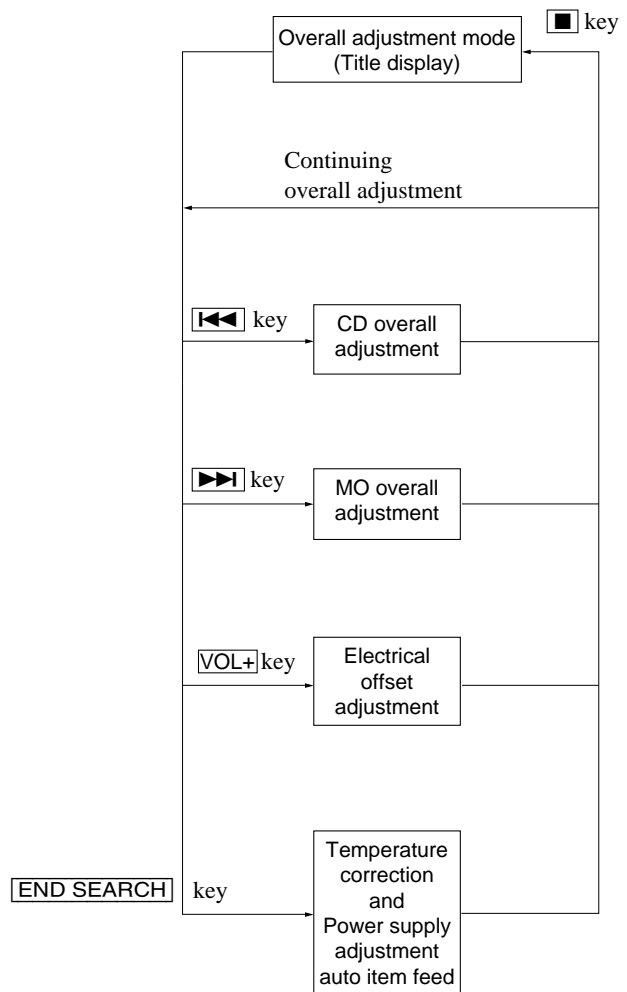 ■ key
Overall adjustment mode
(Title display)
Continuing
overall adjustment
key
CD overall
adjustment
key
MO overall
adjustment
VOL+ key
Electrical
offset
adjustment
END SEARCH key
Temperature
correction
and
Power supply
adjustment
auto item feed